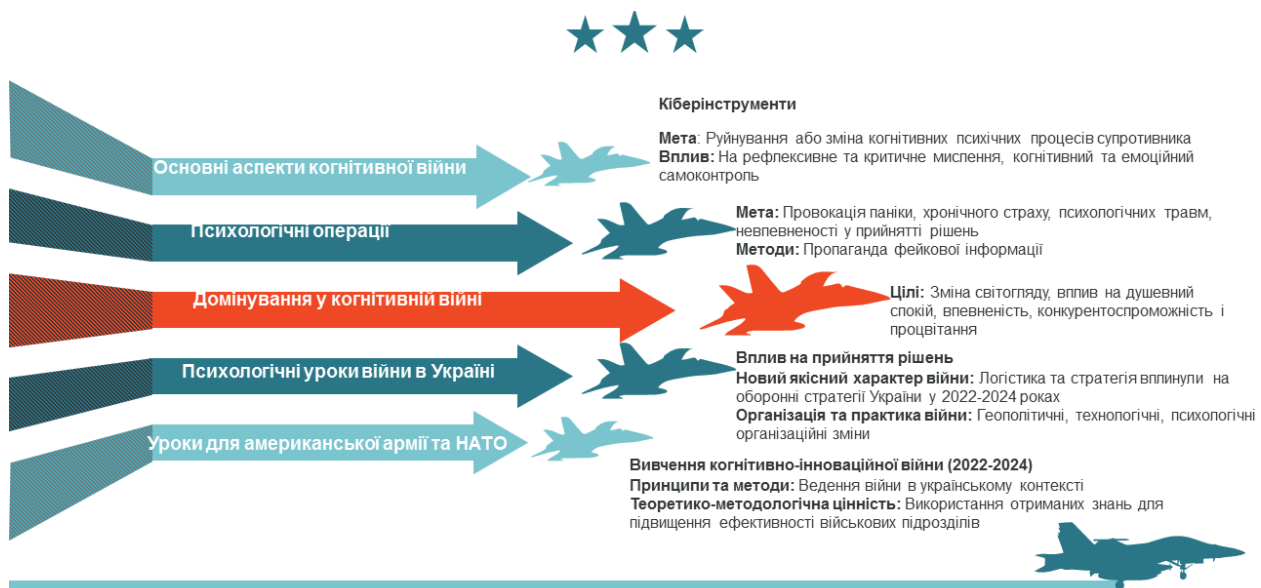 Основні аспекти когнітивної війни
Кіберінструменти
Мета: Руйнування або зміна когнітивних психічних процесів супротивника
Вплив: На рефлексивне та критичне мислення, когнітивний та емоційний
самоконтроль
Психологічні операції
Мета: Провокація паніки, хронічного страху, психологічних травм,
невпевненості у прийнятті рішень
Методи: Пропаганда фейкової інформації
Домінування у когнітивній війні
Цілі: Зміна світогляду, вплив на душевний
спокій, впевненість, конкурентоспроможність і
процвітання
Психологічні уроки війни в Україні
Вплив на прийняття рішень
Новий якісний характер війни: Логістика та стратегія вплинули на
оборонні стратегії України у 2022-2024 роках
Організація та практика війни: Геополітичні, технологічні, психологічні
організаційні зміни
Уроки для американської армії та НАТО
Вивчення когнітивно-інноваційної війни (2022-2024)
Принципи та методи: Ведення війни в українському контексті
Теоретико-методологічна цінність: Використання отриманих знань для
підвищення ефективності військових підрозділів